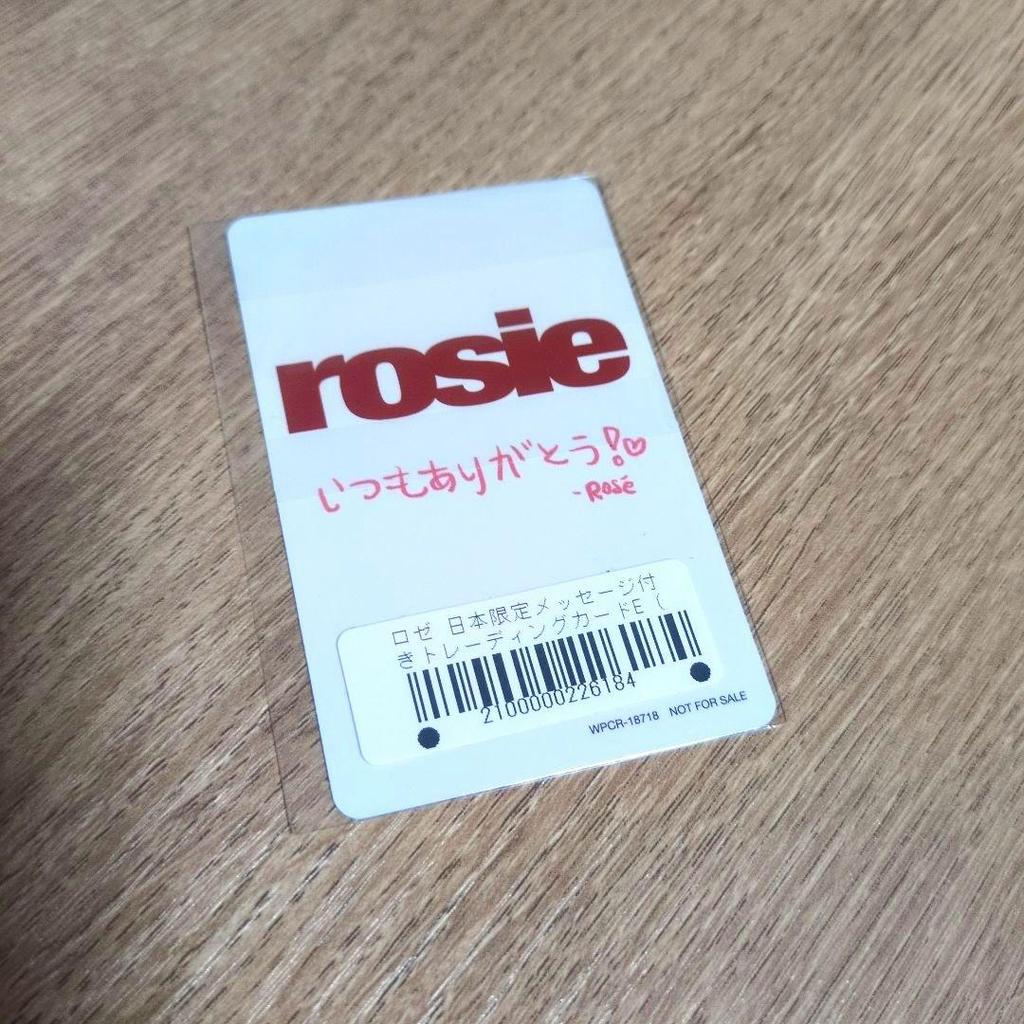 rosie
いつもありがとう!♡
-Rosé
ロゼ 日本限定メッセージ付
きトレーディングカードE (
2100000226184
WPCR-18718 NOT FOR SALE